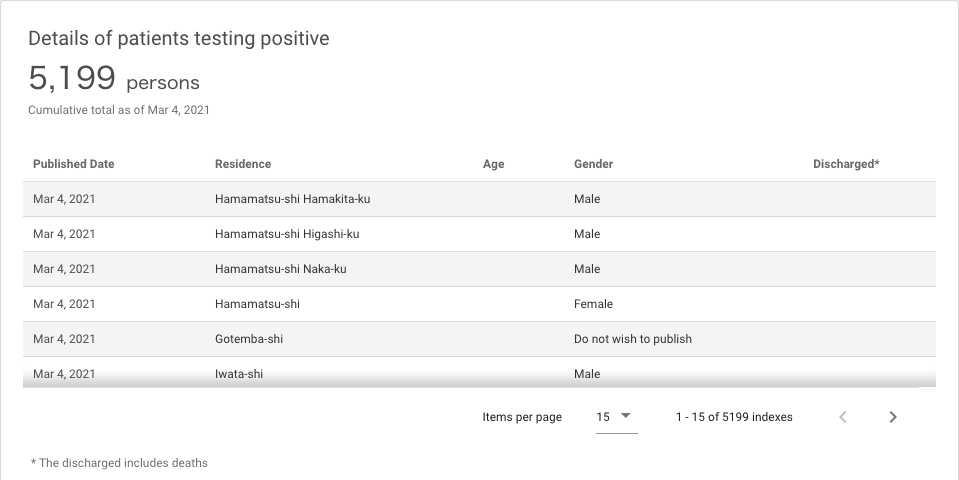 Details of patients testing positive
5,199 persons
Cumulative total as of Mar 4, 2021
Published Date Residence Age Gender Discharged*
Mar 4, 2021 Hamamatsu-shi Hamakita-ku Male
Mar 4, 2021 Hamamatsu-shi Higashi-ku Male
Mar 4, 2021 Hamamatsu-shi Naka-ku Male
Mar 4, 2021 Hamamatsu-shi Female
Mar 4, 2021 Gotemba-shi Do not wish to publish
Mar 4, 2021 Iwata-shi Male
Items per page 15 1 - 15 of 5199 indexes
* The discharged includes deaths